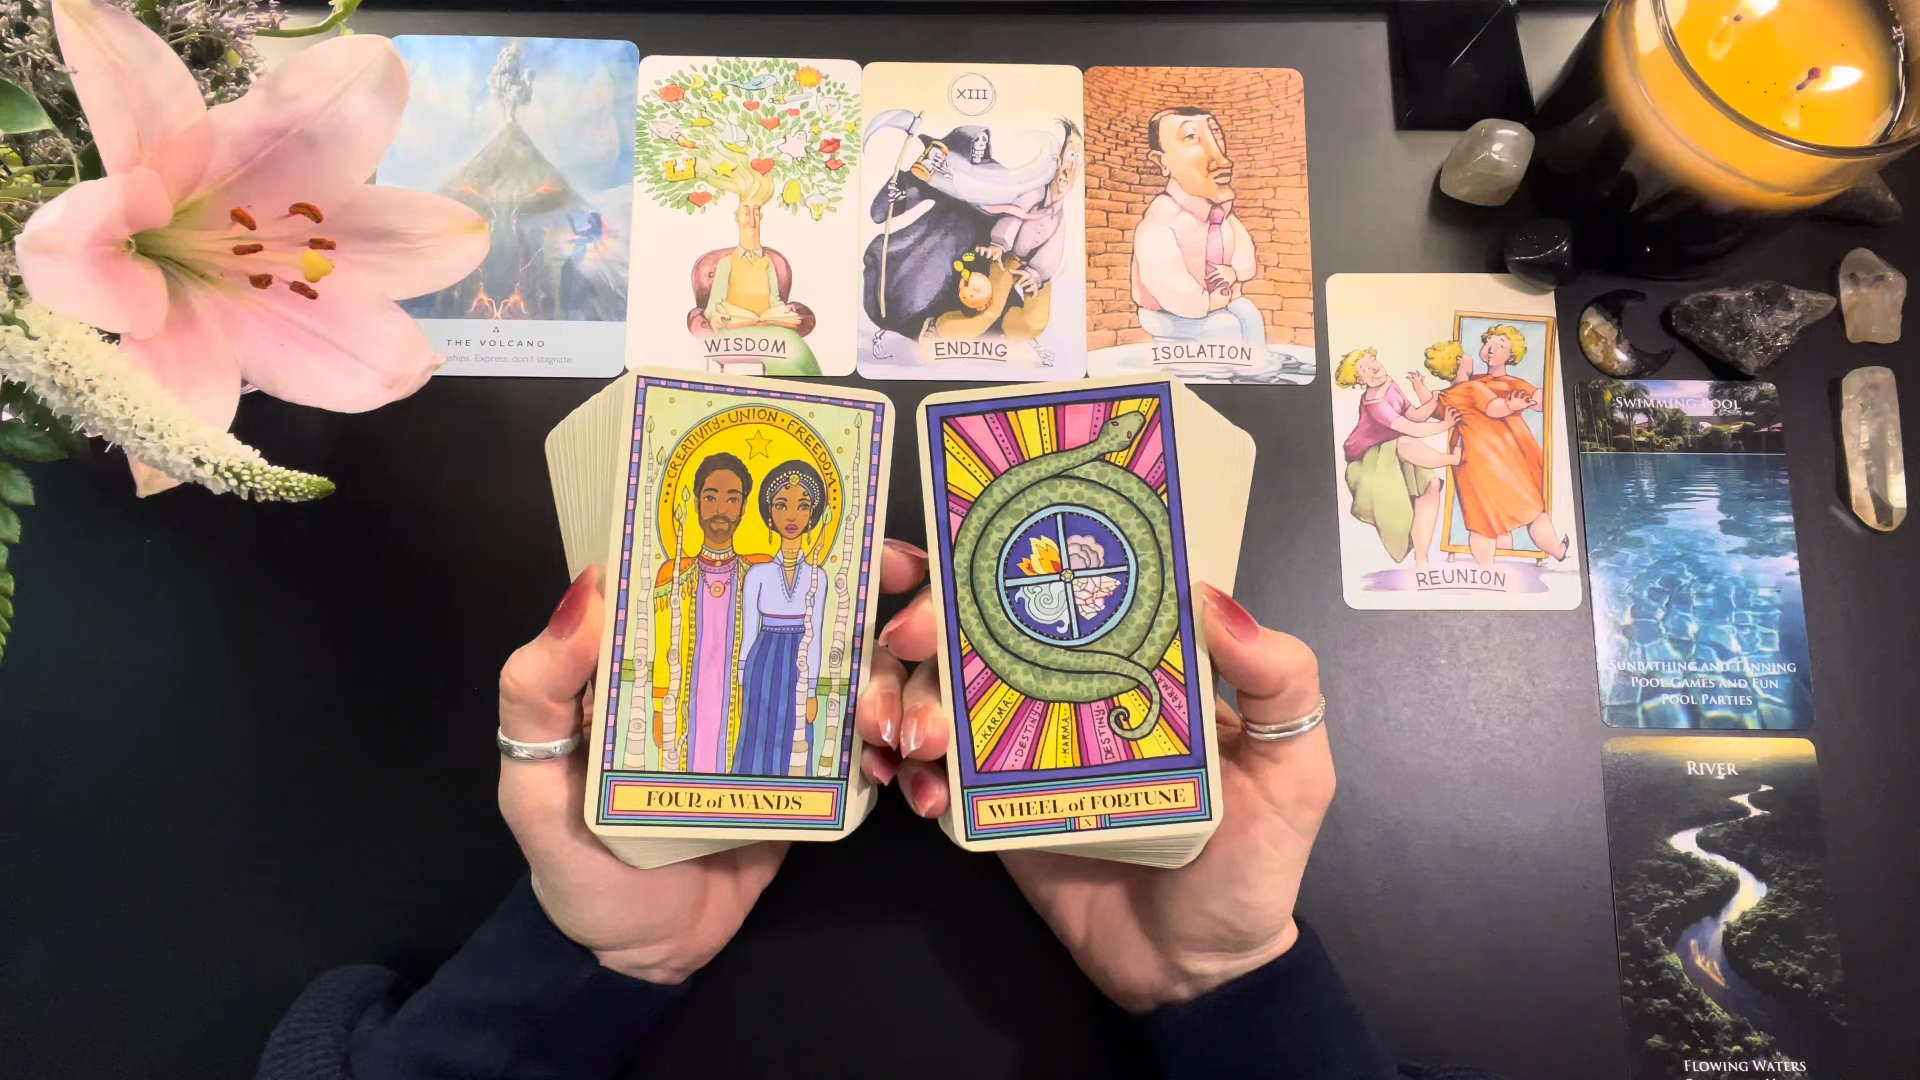 THE VOLCANO
Express, don't stagnate.
WISDOM
XIII
ENDING
ISOLATION
REUNION
SWIMMING POOL
SUNBATHING AND TANNING
POOL GAMES AND FUN
POOL PARTIES
RIVER
FLOWING WATERS
CREATIVITY · UNION · FREEDOM
FOUR of WANDS
KARMA
DESTINY
KARMA
DESTINY
KARMA
KARMA
WHEEL of FORTUNE
X